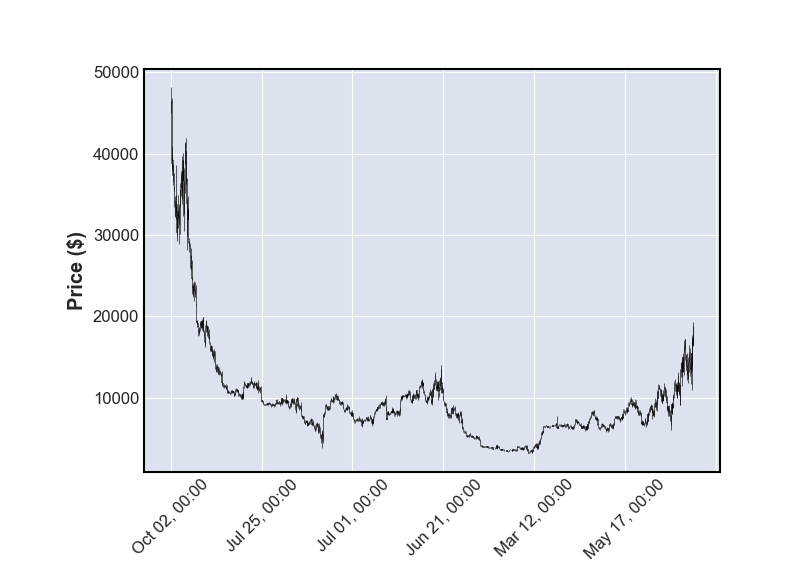 50000
40000
30000
20000
10000
Price ($)
Oct 02, 00:00
Jul 25, 00:00
Jul 01, 00:00
Jun 21, 00:00
Mar 12, 00:00
May 17, 00:00